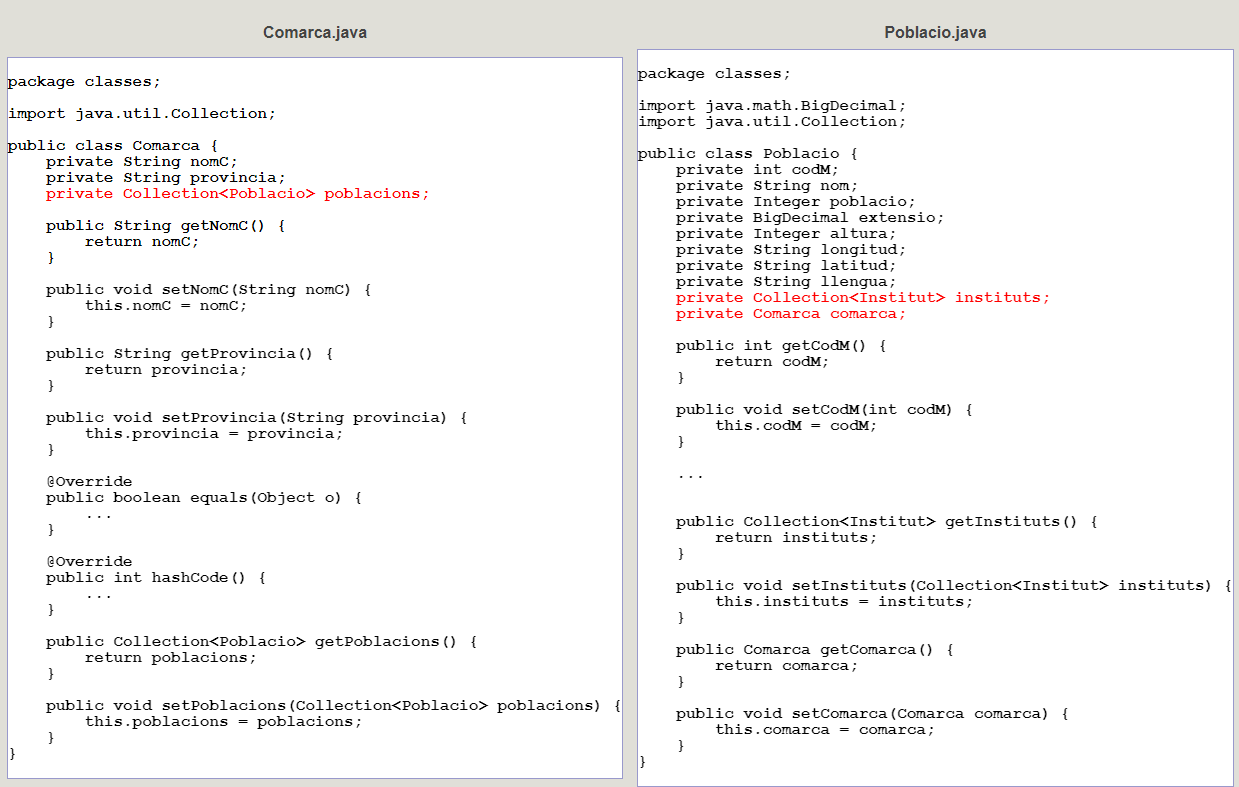 Comarca.java
package classes;
import java.util.Collection;
public class Comarca {
    private String nomC;
    private String provincia;
    private Collection<Poblacio> poblacions;
    public String getNomC() {
        return nomC;
    }
    public void setNomC(String nomC) {
        this.nomC = nomC;
    }
    public String getProvincia() {
        return provincia;
    }
    public void setProvincia(String provincia) {
        this.provincia = provincia;
    }
    @Override
    public boolean equals(Object o) {
        ...
    }
    @Override
    public int hashCode() {
        ...
    }
    public Collection<Poblacio> getPoblacions() {
        return poblacions;
    }
    public void setPoblacions(Collection<Poblacio> poblacions) {
        this.poblacions = poblacions;
    }
}
Poblacio.java
package classes;
import java.math.BigDecimal;
import java.util.Collection;
public class Poblacio {
    private int codM;
    private String nom;
    private Integer poblacio;
    private BigDecimal extensio;
    private Integer altura;
    private String longitud;
    private String latitud;
    private String llengua;
    private Collection<Institut> instituts;
    private Comarca comarca;
    public int getCodM() {
        return codM;
    }
    public void setCodM(int codM) {
        this.codM = codM;
    }
    ...
    public Collection<Institut> getInstituts() {
        return instituts;
    }
    public void setInstituts(Collection<Institut> instituts) {
        this.instituts = instituts;
    }
    public Comarca getComarca() {
        return comarca;
    }
    public void setComarca(Comarca comarca) {
        this.comarca = comarca;
    }
}